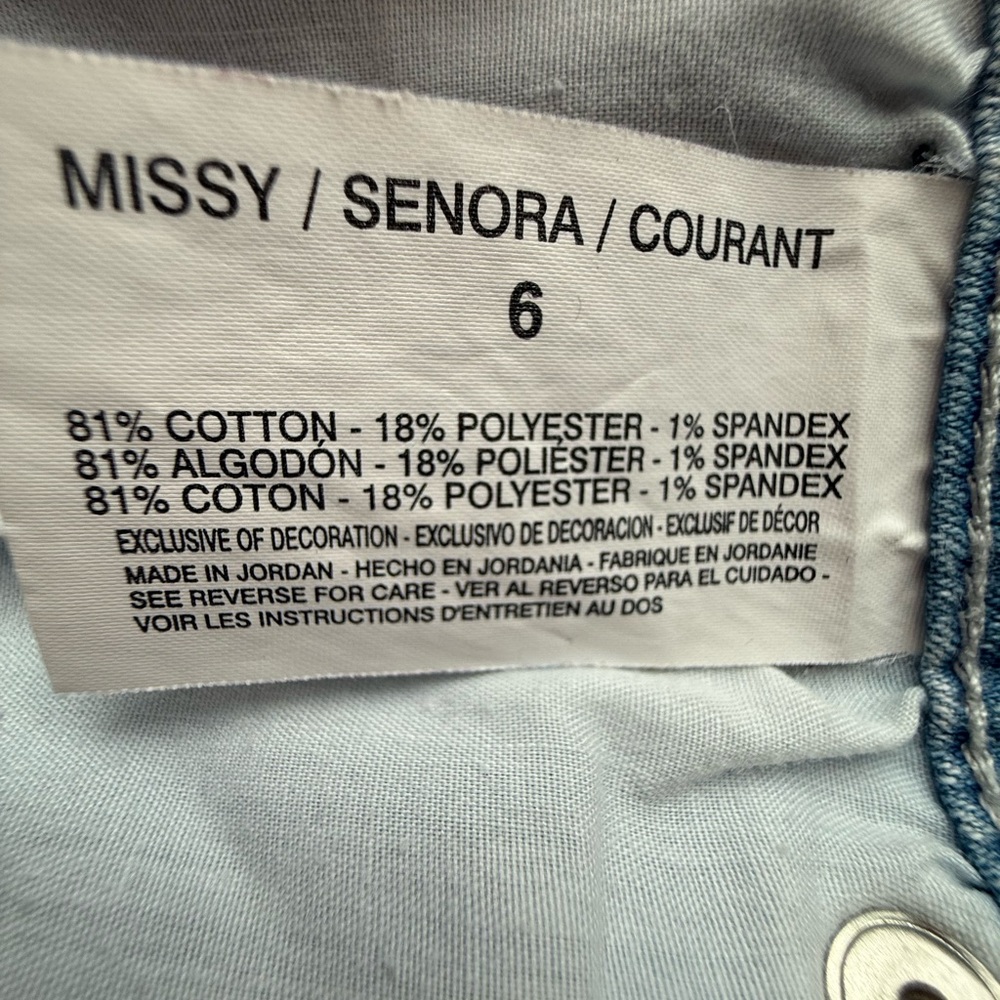 MISSY / SENORA / COURANT
6
81% COTTON - 18% POLYESTER - 1% SPANDEX
81% ALGODÓN - 18% POLIÉSTER - 1% SPANDEX
81% COTON - 18% POLYESTER - 1% SPANDEX
EXCLUSIVE OF DECORATION - EXCLUSIVO DE DECORACION - EXCLUSIF DE DÉCOR
MADE IN JORDAN - HECHO EN JORDANIA - FABRIQUE EN JORDANIE
SEE REVERSE FOR CARE - VER AL REVERSO PARA EL CUIDADO -
VOIR LES INSTRUCTIONS D'ENTRETIEN AU DOS